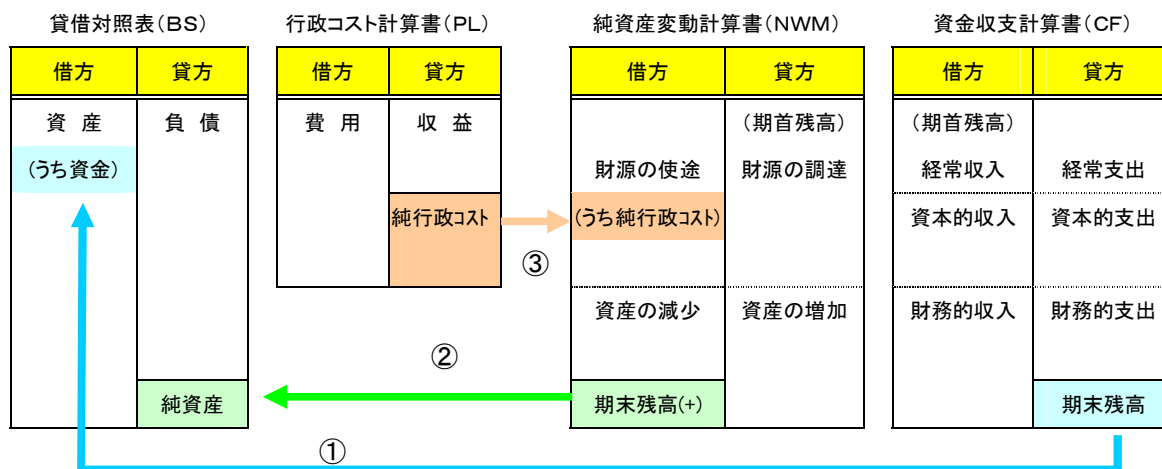 貸借対照表(BS)
行政コスト計算書(PL)
純資産変動計算書(NWM)
資金収支計算書(CF)
借方 貸方
借方 貸方
借方 貸方
借方 貸方
資 産 負 債
費 用 収 益
(期首残高)
(期首残高)
(うち資金)
財源の使途 財源の調達
経常収入 経常支出
純行政コスト
(うち純行政コスト)
資本的収入 資本的支出
③
資産の減少 資産の増加
財務的収入 財務的支出
②
純資産
期末残高(+)
期末残高
①